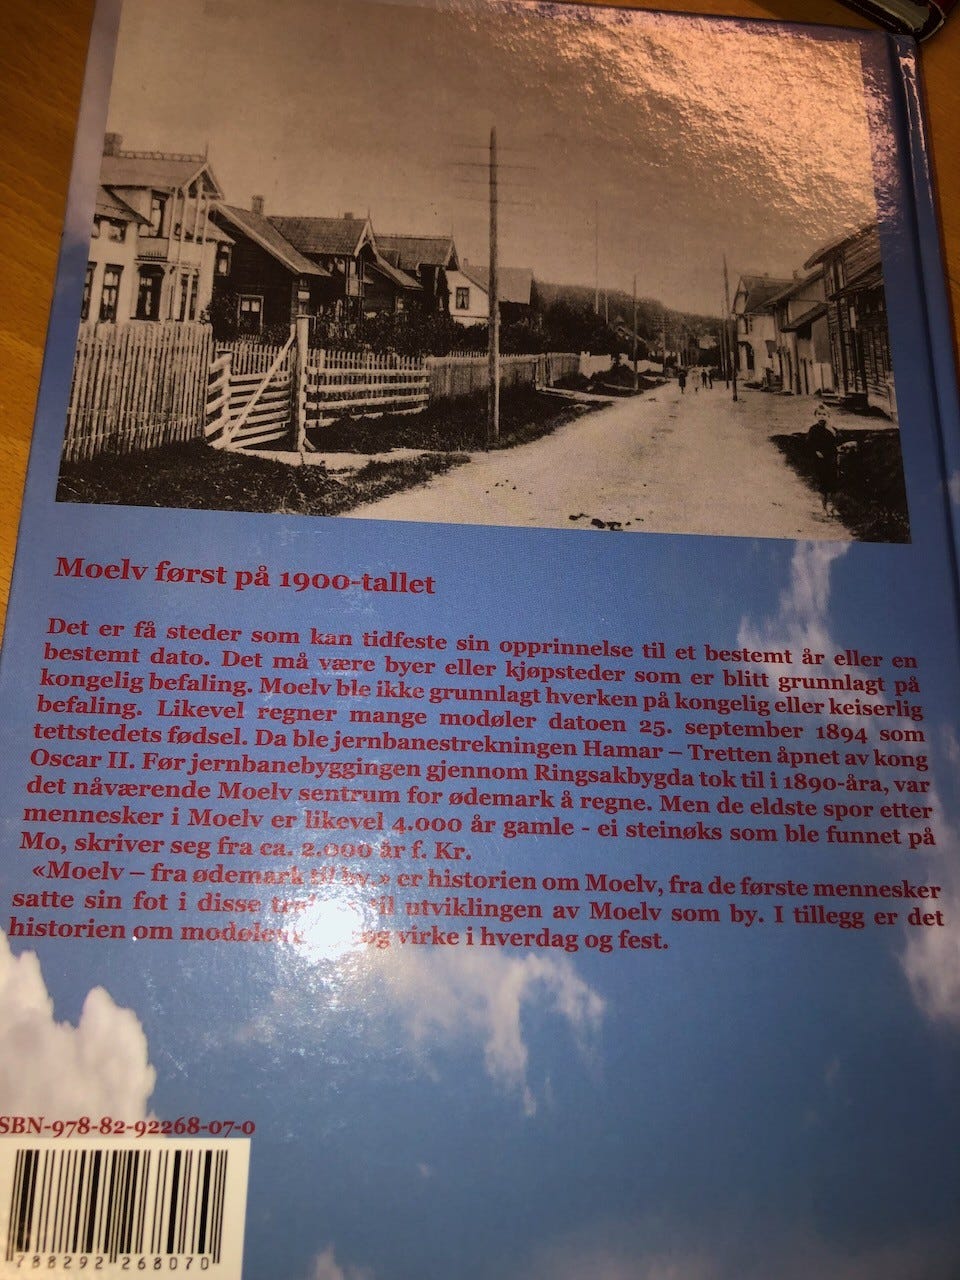 Moelv først på 1900-tallet
Det er få steder som kan tidfeste sin opprinnelse til et bestemt år eller en
bestemt dato. Det må være byer eller kjøpsteder som er blitt grunnlagt på
kongelig befaling. Moelv ble ikke grunnlagt hverken på kongelig eller keiserlig
befaling. Likevel regner mange modøler datoen 25. september 1894 som
tettstedets fødsel. Da ble jernbanestrekningen Hamar – Tretten åpnet av kong
Oscar II. Før jernbanebyggingen gjennom Ringsakbygda tok til i 1890-åra, var
det nåværende Moelv sentrum for ødemark å regne. Men de eldste spor etter
mennesker i Moelv er likevel 4.000 år gamle - ei steinøks som ble funnet på
Mo, skriver seg fra ca. 2.000 år f. Kr.
«Moelv – fra ødemark til by.» er historien om Moelv, fra de første mennesker
satte sin fot i disse til utviklingen av Moelv som by. I tillegg er det
historien om og virke i hverdag og fest.
SBN-978-82-92268-07-0
788292 268070